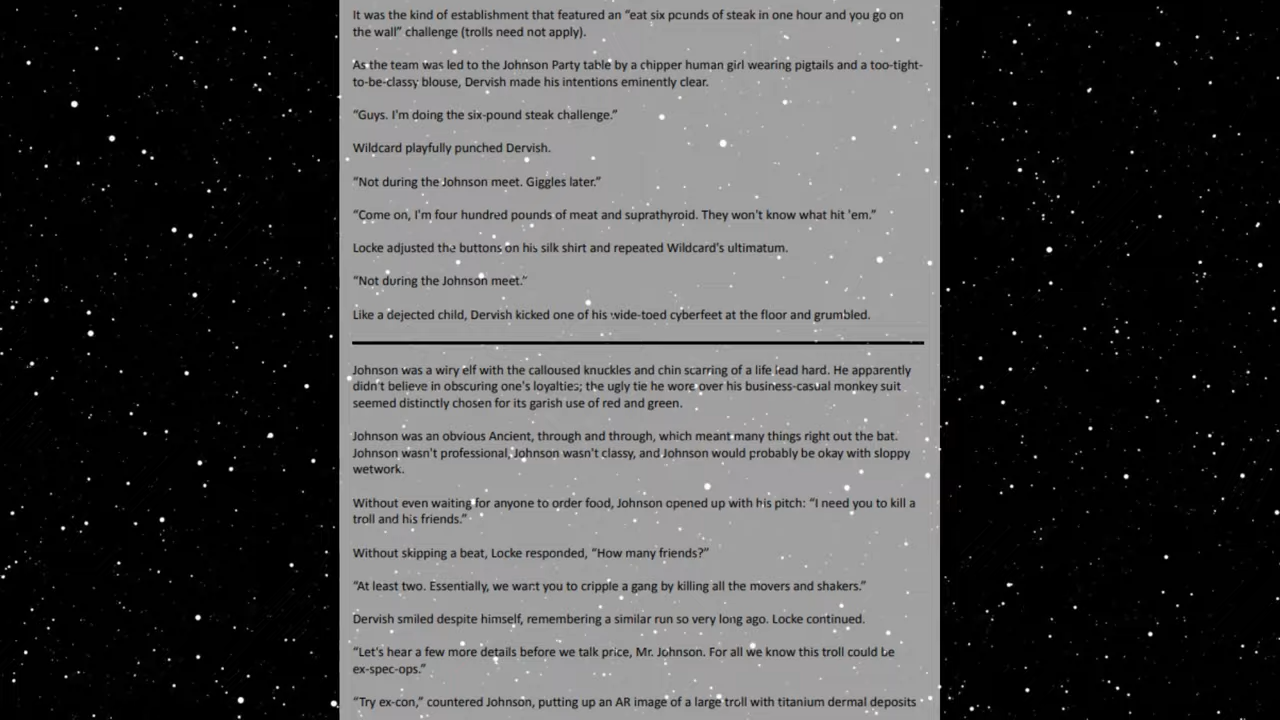 It was the kind of establishment that featured an “eat six pounds of steak in one hour and you go on
the wall” challenge (trolls need not apply).
As the team was led to the Johnson Party table by a chipper human girl wearing pigtails and a too-tight-
to-be-classy blouse, Dervish made his intentions eminently clear.
“Guys. I'm doing the six-pound steak challenge.”
Wildcard playfully punched Dervish.
“Not during the Johnson meet. Giggles later.”
“Come on, I'm four hundred pounds of meat and suprathyroid. They won't know what hit 'em.”
Locke adjusted the buttons on his silk shirt and repeated Wildcard's ultimatum.
“Not during the Johnson meet.”
Like a dejected child, Dervish kicked one of his wide-toed cyberfeet at the floor and grumbled.
Johnson was a wiry elf with the calloused knuckles and chin scarring of a life lead hard. He apparently
didn't believe in obscuring one's loyalties; the ugly tie he wore over his business-casual monkey suit
seemed distinctly chosen for its garish use of red and green.
Johnson was an obvious Ancient, through and through, which meant many things right out the bat.
Johnson wasn't professional, Johnson wasn't classy, and Johnson would probably be okay with sloppy
wetwork.
Without even waiting for anyone to order food, Johnson opened up with his pitch: “I need you to kill a
troll and his friends.”
Without skipping a beat, Locke responded, “How many friends?”
“At least two. Essentially, we want you to cripple a gang by killing all the movers and shakers.”
Dervish smiled despite himself, remembering a similar run so very long ago. Locke continued.
“Let's hear a few more details before we talk price, Mr. Johnson. For all we know this troll could be
ex-spec-ops.”
“Try ex-con,” countered Johnson, putting up an AR image of a large troll with titanium dermal deposits